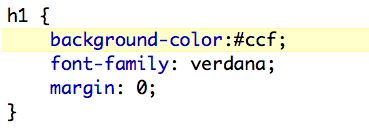 h1 {
    background-color:#ccf;
    font-family: verdana;
    margin: 0;
}